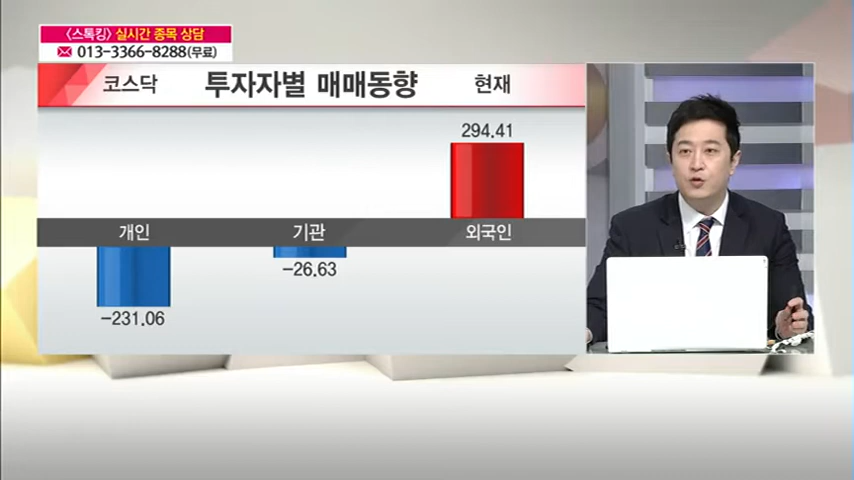 〈스톡킹〉 실시간 종목 상담
013-3366-8288(무료)
코스닥 투자자별 매매동향 현재
294.41
개인 기관 외국인
-26.63
-231.06